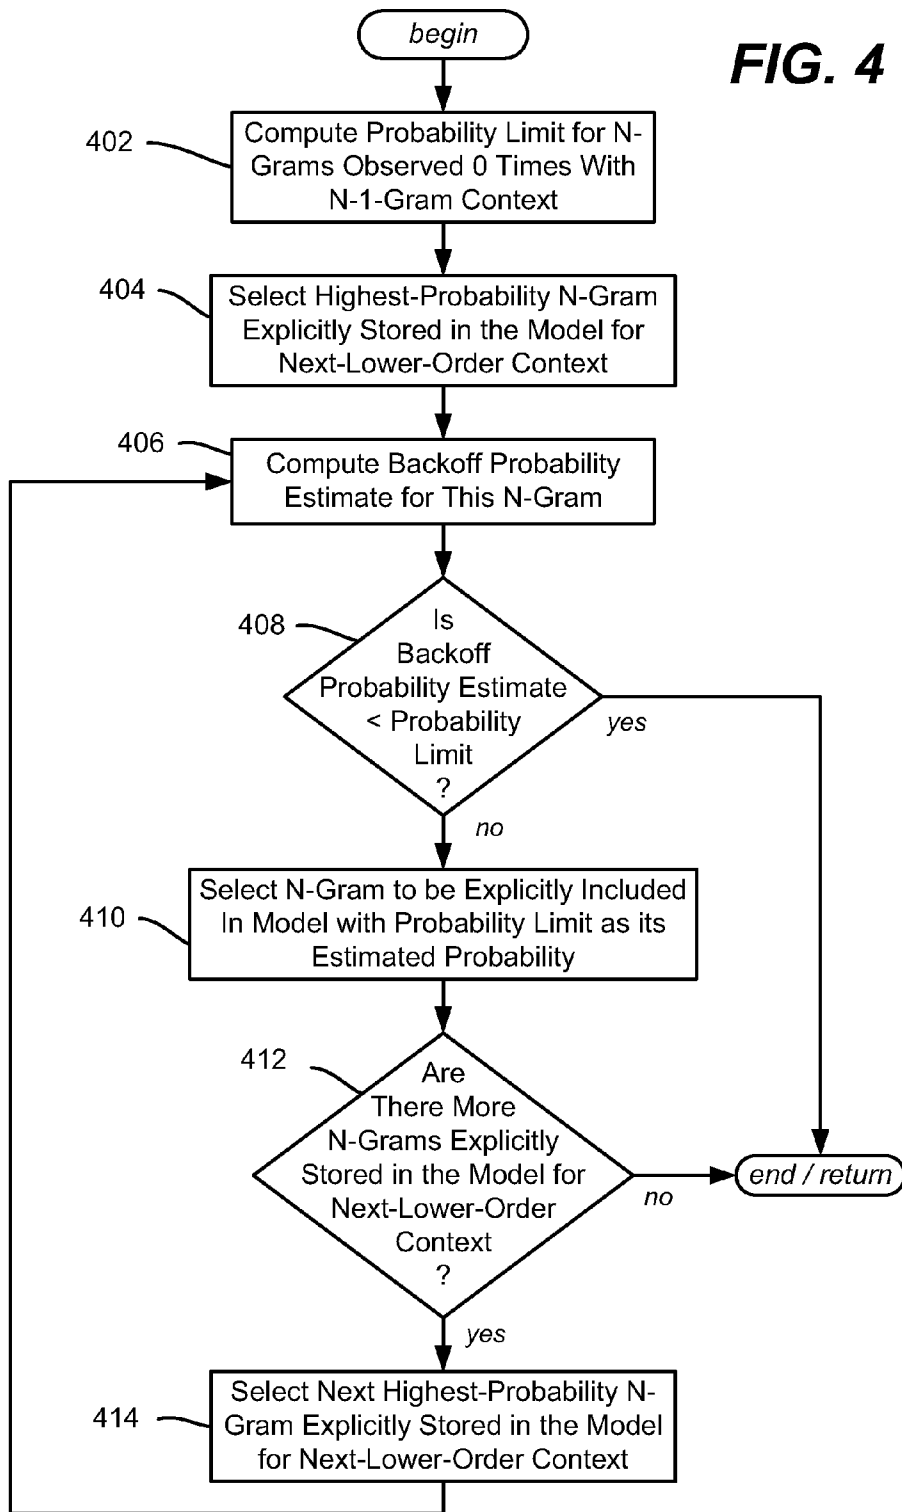 begin
FIG. 4
402
Compute Probability Limit for N-
Grams Observed 0 Times With
N-1-Gram Context
404
Select Highest-Probability N-Gram
Explicitly Stored in the Model for
Next-Lower-Order Context
406
Compute Backoff Probability
Estimate for This N-Gram
408
Is
Backoff
Probability Estimate
< Probability
Limit
?
yes
no
410
Select N-Gram to be Explicitly Included
In Model with Probability Limit as its
Estimated Probability
412
Are
There More
N-Grams Explicitly
Stored in the Model for
Next-Lower-Order
Context
?
no
end / return
yes
414
Select Next Highest-Probability N-
Gram Explicitly Stored in the Model
for Next-Lower-Order Context